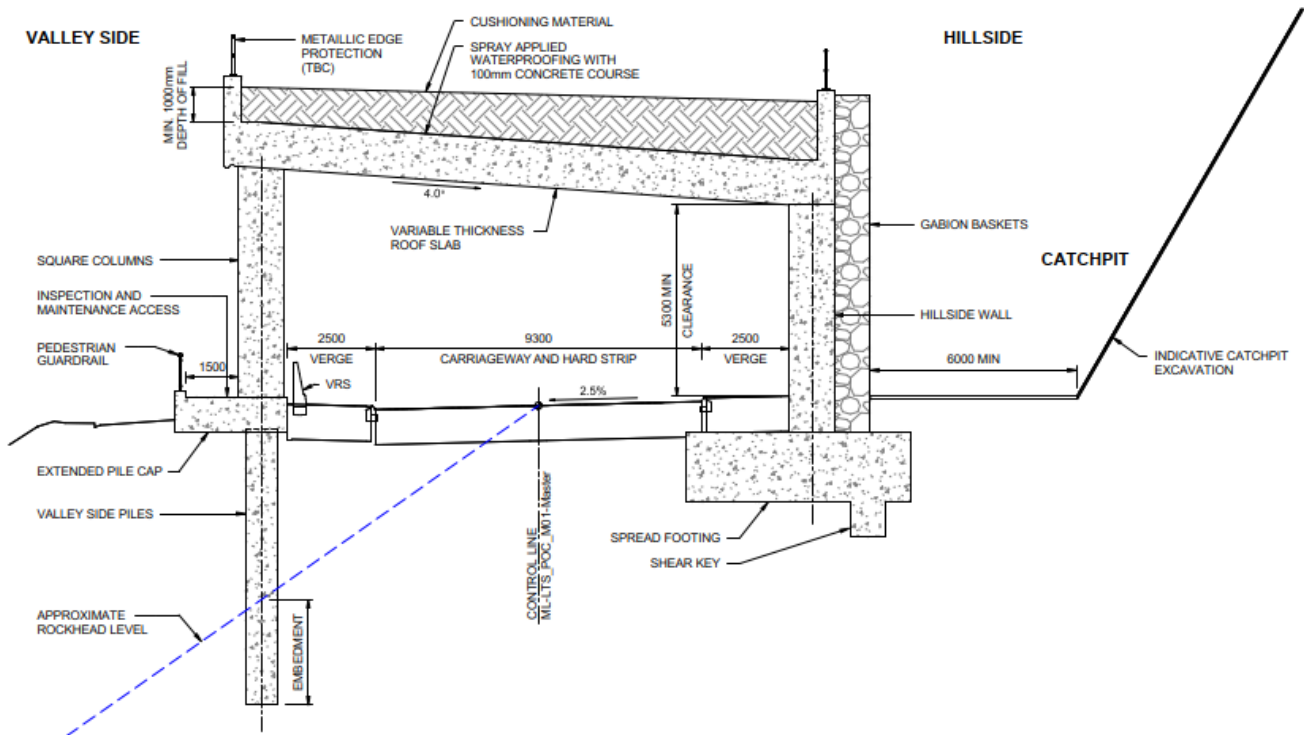 VALLEY SIDE
METAILLIC EDGE
PROTECTION
(TBC)
CUSHIONING MATERIAL
SPRAY APPLIED
WATERPROOFING WITH
100mm CONCRETE COURSE
HILLSIDE
MIN. 1000mm
DEPTH OF FILL
4.0°
VARIABLE THICKNESS
ROOF SLAB
GABION BASKETS
CATCHPIT
SQUARE COLUMNS
INSPECTION AND
MAINTENANCE ACCESS
5300 MIN
CLEARANCE
HILLSIDE WALL
PEDESTRIAN
GUARDRAIL
1500
2500
VERGE
9300
CARRIAGEWAY AND HARD STRIP
2500
VERGE
6000 MIN
INDICATIVE CATCHPIT
EXCAVATION
VRS
2.5%
EXTENDED PILE CAP
VALLEY SIDE PILES
CONTROL LINE
ML-LTS_POC_M01-Master
SPREAD FOOTING
SHEAR KEY
APPROXIMATE
ROCKHEAD LEVEL
EMBEDMENT